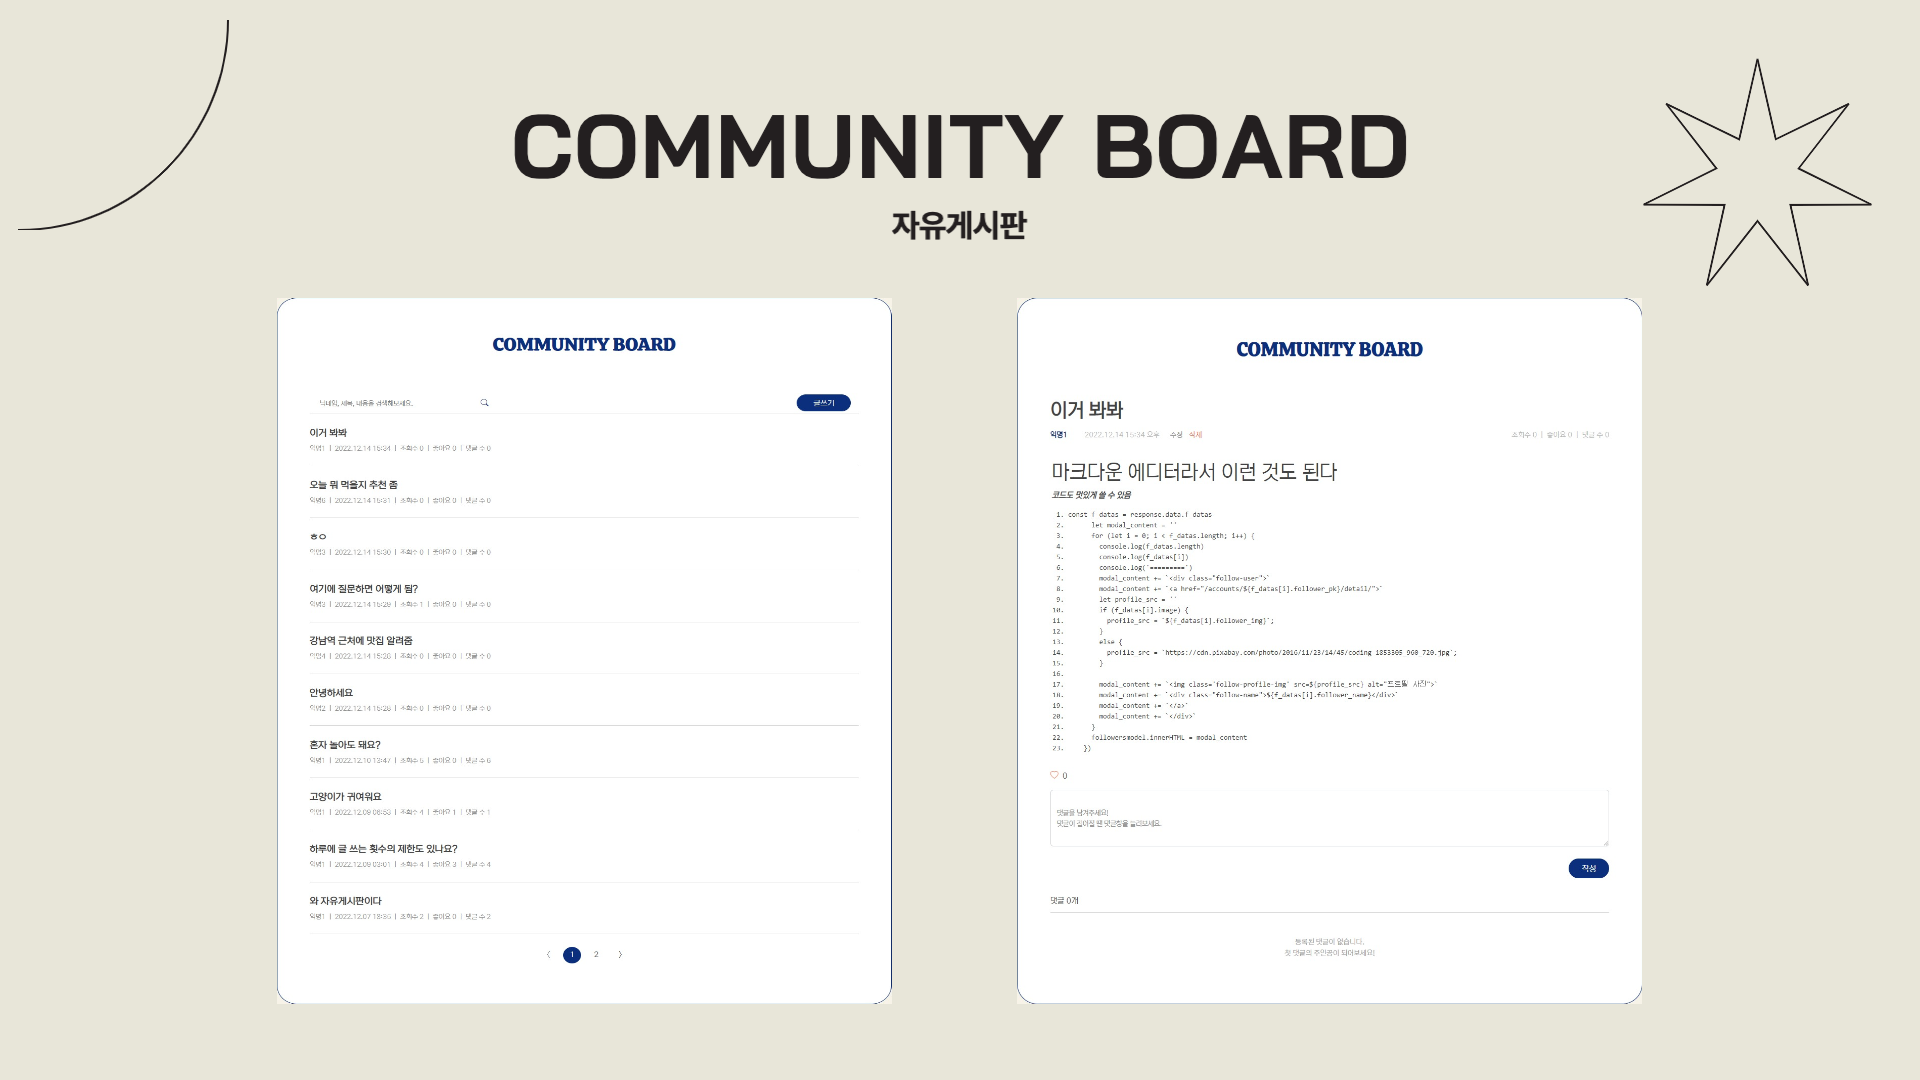 COMMUNITY BOARD
자유게시판
COMMUNITY BOARD
닉네임, 제목, 내용을 검색해보세요.
글쓰기
이거 봐봐
익명1 | 2022.12.14 15:34 | 조회수 0 | 좋아요 0 | 댓글 수 0
오늘 뭐 먹을지 추천 좀
익명6 | 2022.12.14 15:31 | 조회수 0 | 좋아요 0 | 댓글 수 0
ㅎㅇ
익명3 | 2022.12.14 15:30 | 조회수 0 | 좋아요 0 | 댓글 수 0
여기에 질문하면 어떻게 됨?
익명3 | 2022.12.14 15:29 | 조회수 1 | 좋아요 0 | 댓글 수 0
강남역 근처에 맛집 알려줌
익명4 | 2022.12.14 15:28 | 조회수 0 | 좋아요 0 | 댓글 수 0
안녕하세요
익명2 | 2022.12.14 15:28 | 조회수 0 | 좋아요 0 | 댓글 수 0
혼자 놀아도 돼요?
익명1 | 2022.12.10 13:47 | 조회수 5 | 좋아요 0 | 댓글 수 6
고양이가 귀여워요
익명1 | 2022.12.09 06:53 | 조회수 4 | 좋아요 1 | 댓글 수 1
하루에 글 쓰는 횟수의 제한도 있나요?
익명1 | 2022.12.09 03:01 | 조회수 4 | 좋아요 3 | 댓글 수 4
와 자유게시판이다
익명1 | 2022.12.07 18:35 | 조회수 2 | 좋아요 0 | 댓글 수 2
< 1 2 >
COMMUNITY BOARD
이거 봐봐
익명1 2022.12.14 15:34 오후 수정 삭제 조회수 0 | 좋아요 0 | 댓글 수 0
마크다운 에디터라서 이런 것도 된다
코드도 맛있게 쓸 수 있음
1. const f_datas = response.data.f_datas
2. let modal_content = ''
3. for (let i = 0; i < f_datas.length; i++) {
4. console.log(f_datas.length)
5. console.log(f_datas[i])
6. console.log('=========')
7. modal_content += `<div class="follow-user">`
8. modal_content += `<a href="/accounts/${f_datas[i].follower_pk}/detail/">`
9. let profile_src = ''
10. if (f_datas[i].image) {
11. profile_src = `${f_datas[i].follower_img}`;
12. }
13. else {
14. profile_src = 'https://cdn.pixabay.com/photo/2016/11/23/14/45/coding-1853305_960_720.jpg';
15. }
16.
17. modal_content += `<img class="follow-profile-img" src=${profile_src} alt="프로필 사진">`
18. modal_content += `<div class="follow-name">${f_datas[i].follower_name}</div>`
19. modal_content += `</a>`
20. modal_content += `</div>`
21. }
22. followersmodel.innerHTML = modal_content
23. })
0
댓글을 남겨주세요!
댓글이 길어질 땐 댓글창을 늘려보세요.
작성
댓글 0개
등록된 댓글이 없습니다.
첫 댓글의 주인공이 되어보세요!